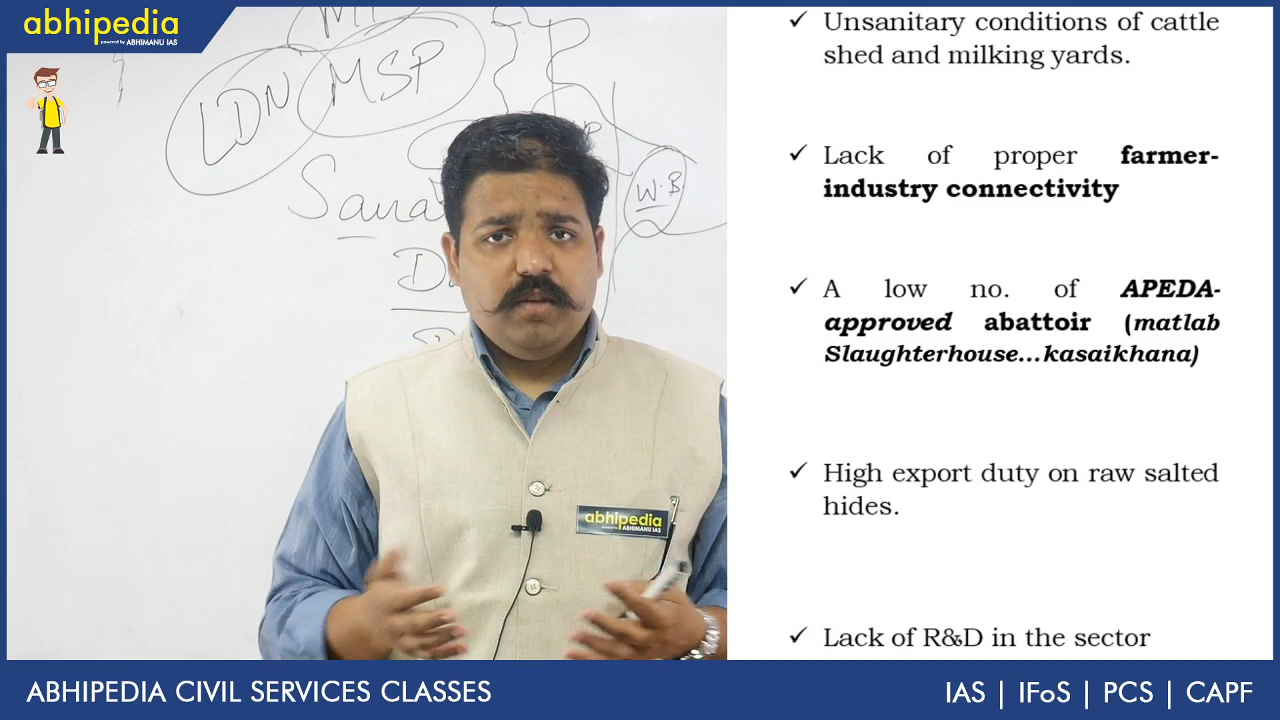 abhipedia
powered by ABHIMANU IAS
LDN
MSP
W.B
abhipedia
ABHIMANU IAS
✓ Unsanitary conditions of cattle
shed and milking yards.
✓ Lack of proper farmer-
industry connectivity
✓ A low no. of APEDA-
approved abattoir (matlab
Slaughterhouse...kasaikhana)
✓ High export duty on raw salted
hides.
✓ Lack of R&D in the sector
ABHIPEDIA CIVIL SERVICES CLASSES
IAS | IFoS | PCS | CAPF